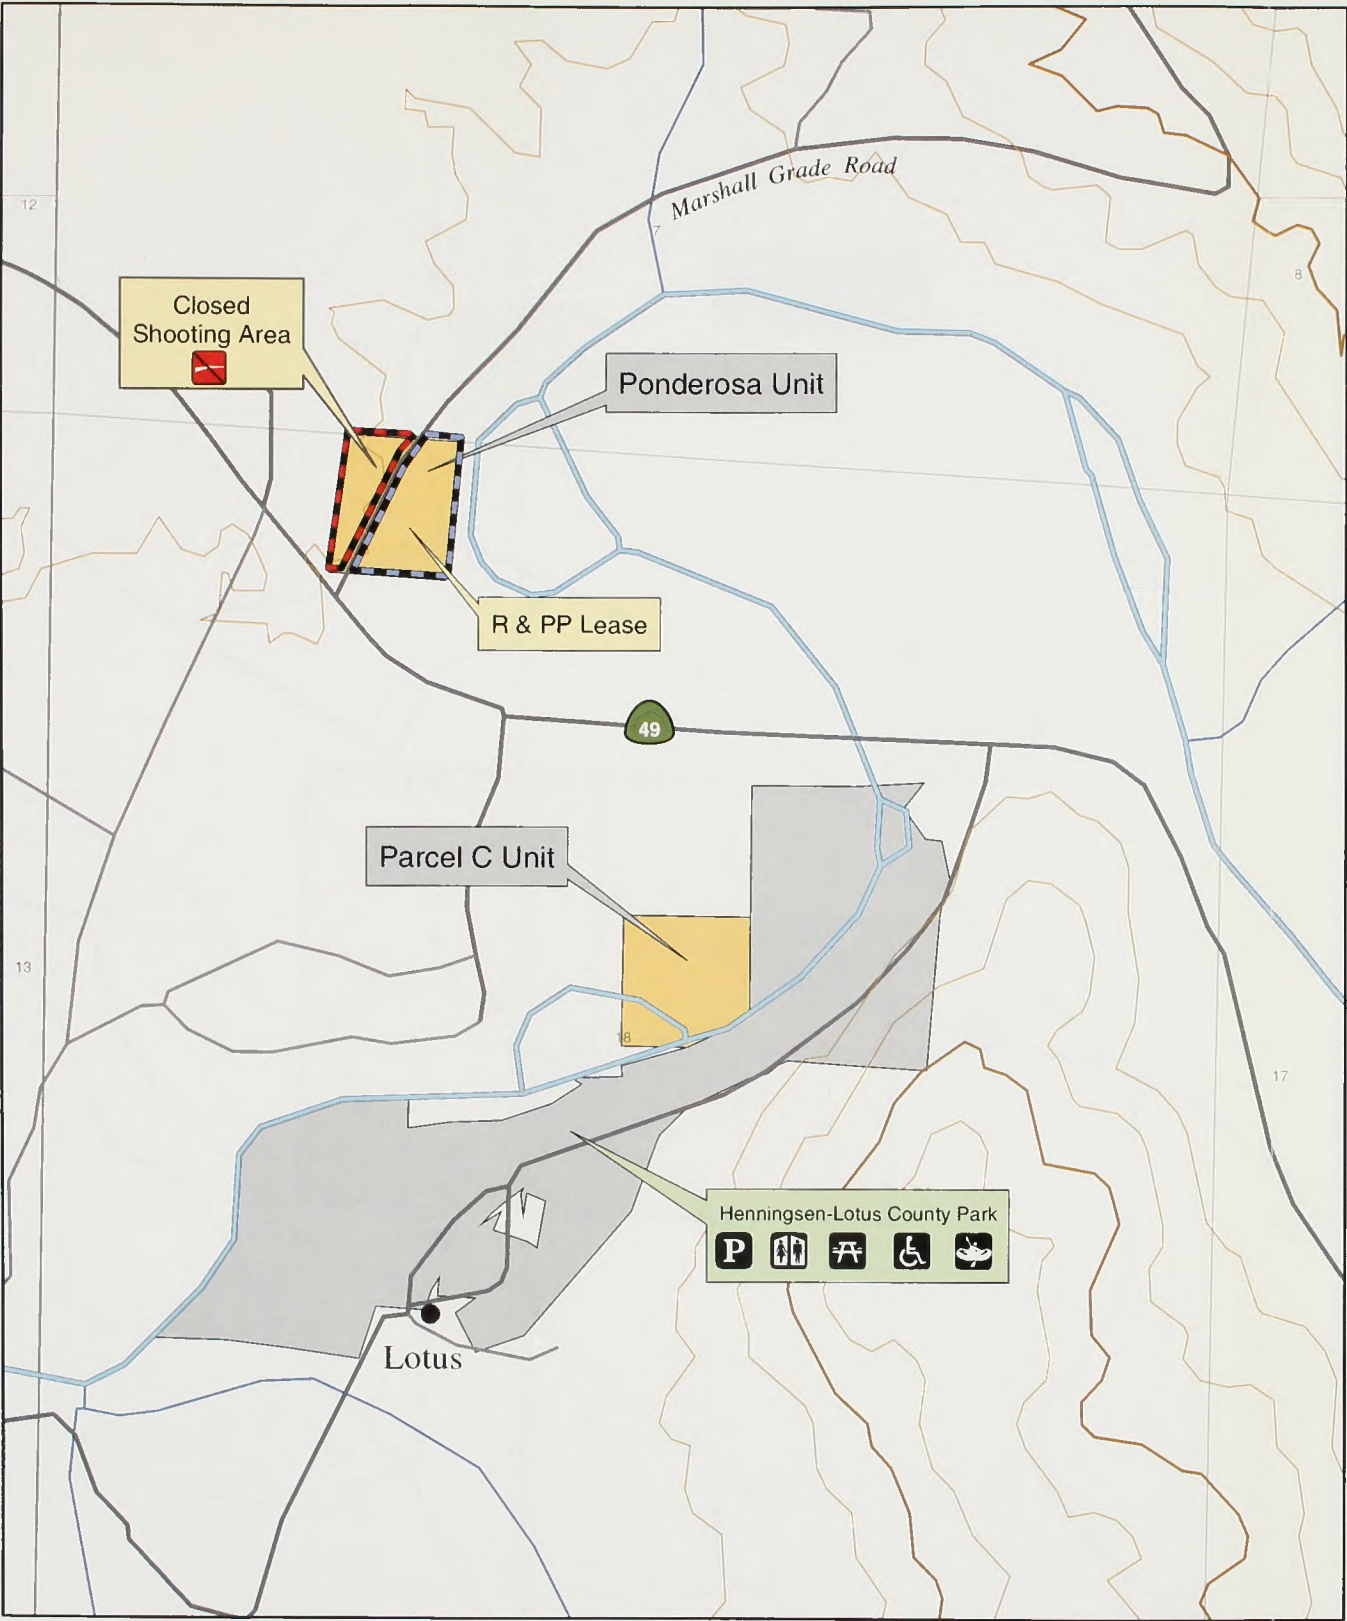 Marshall Grade Road
12
7
8
Closed
Shooting Area
Ponderosa Unit
R & PP Lease
49
Parcel C Unit
13
18
17
Henningsen-Lotus County Park
P
Lotus